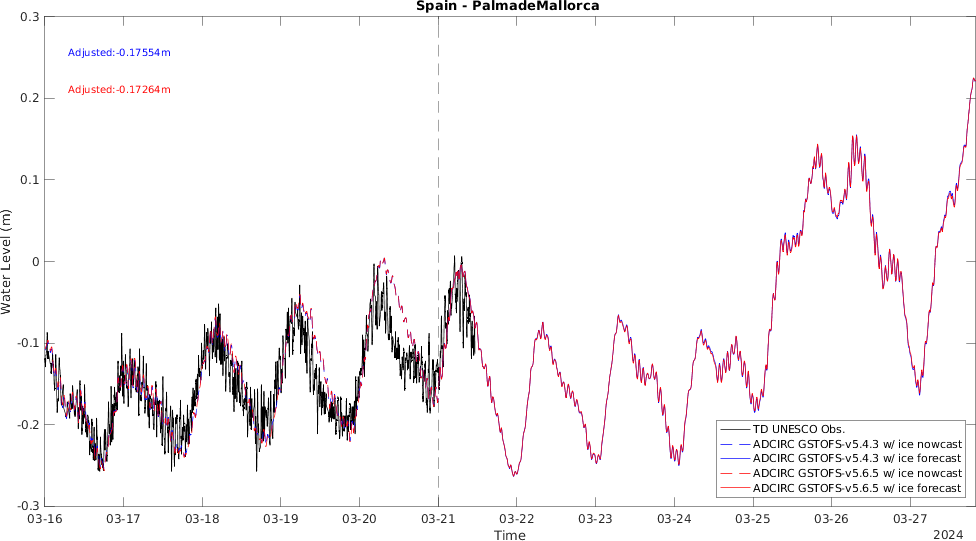 Spain - PalmadeMallorca
Adjusted:-0.17554m
Adjusted:-0.17264m
Water Level (m)
0.3
0.2
0.1
0
-0.1
-0.2
-0.3
03-16 03-17 03-18 03-19 03-20 03-21 03-22 03-23 03-24 03-25 03-26 03-27
Time
2024
TD UNESCO Obs.
ADCIRC GSTOFS-v5.4.3 w/ ice nowcast
ADCIRC GSTOFS-v5.4.3 w/ ice forecast
ADCIRC GSTOFS-v5.6.5 w/ ice nowcast
ADCIRC GSTOFS-v5.6.5 w/ ice forecast